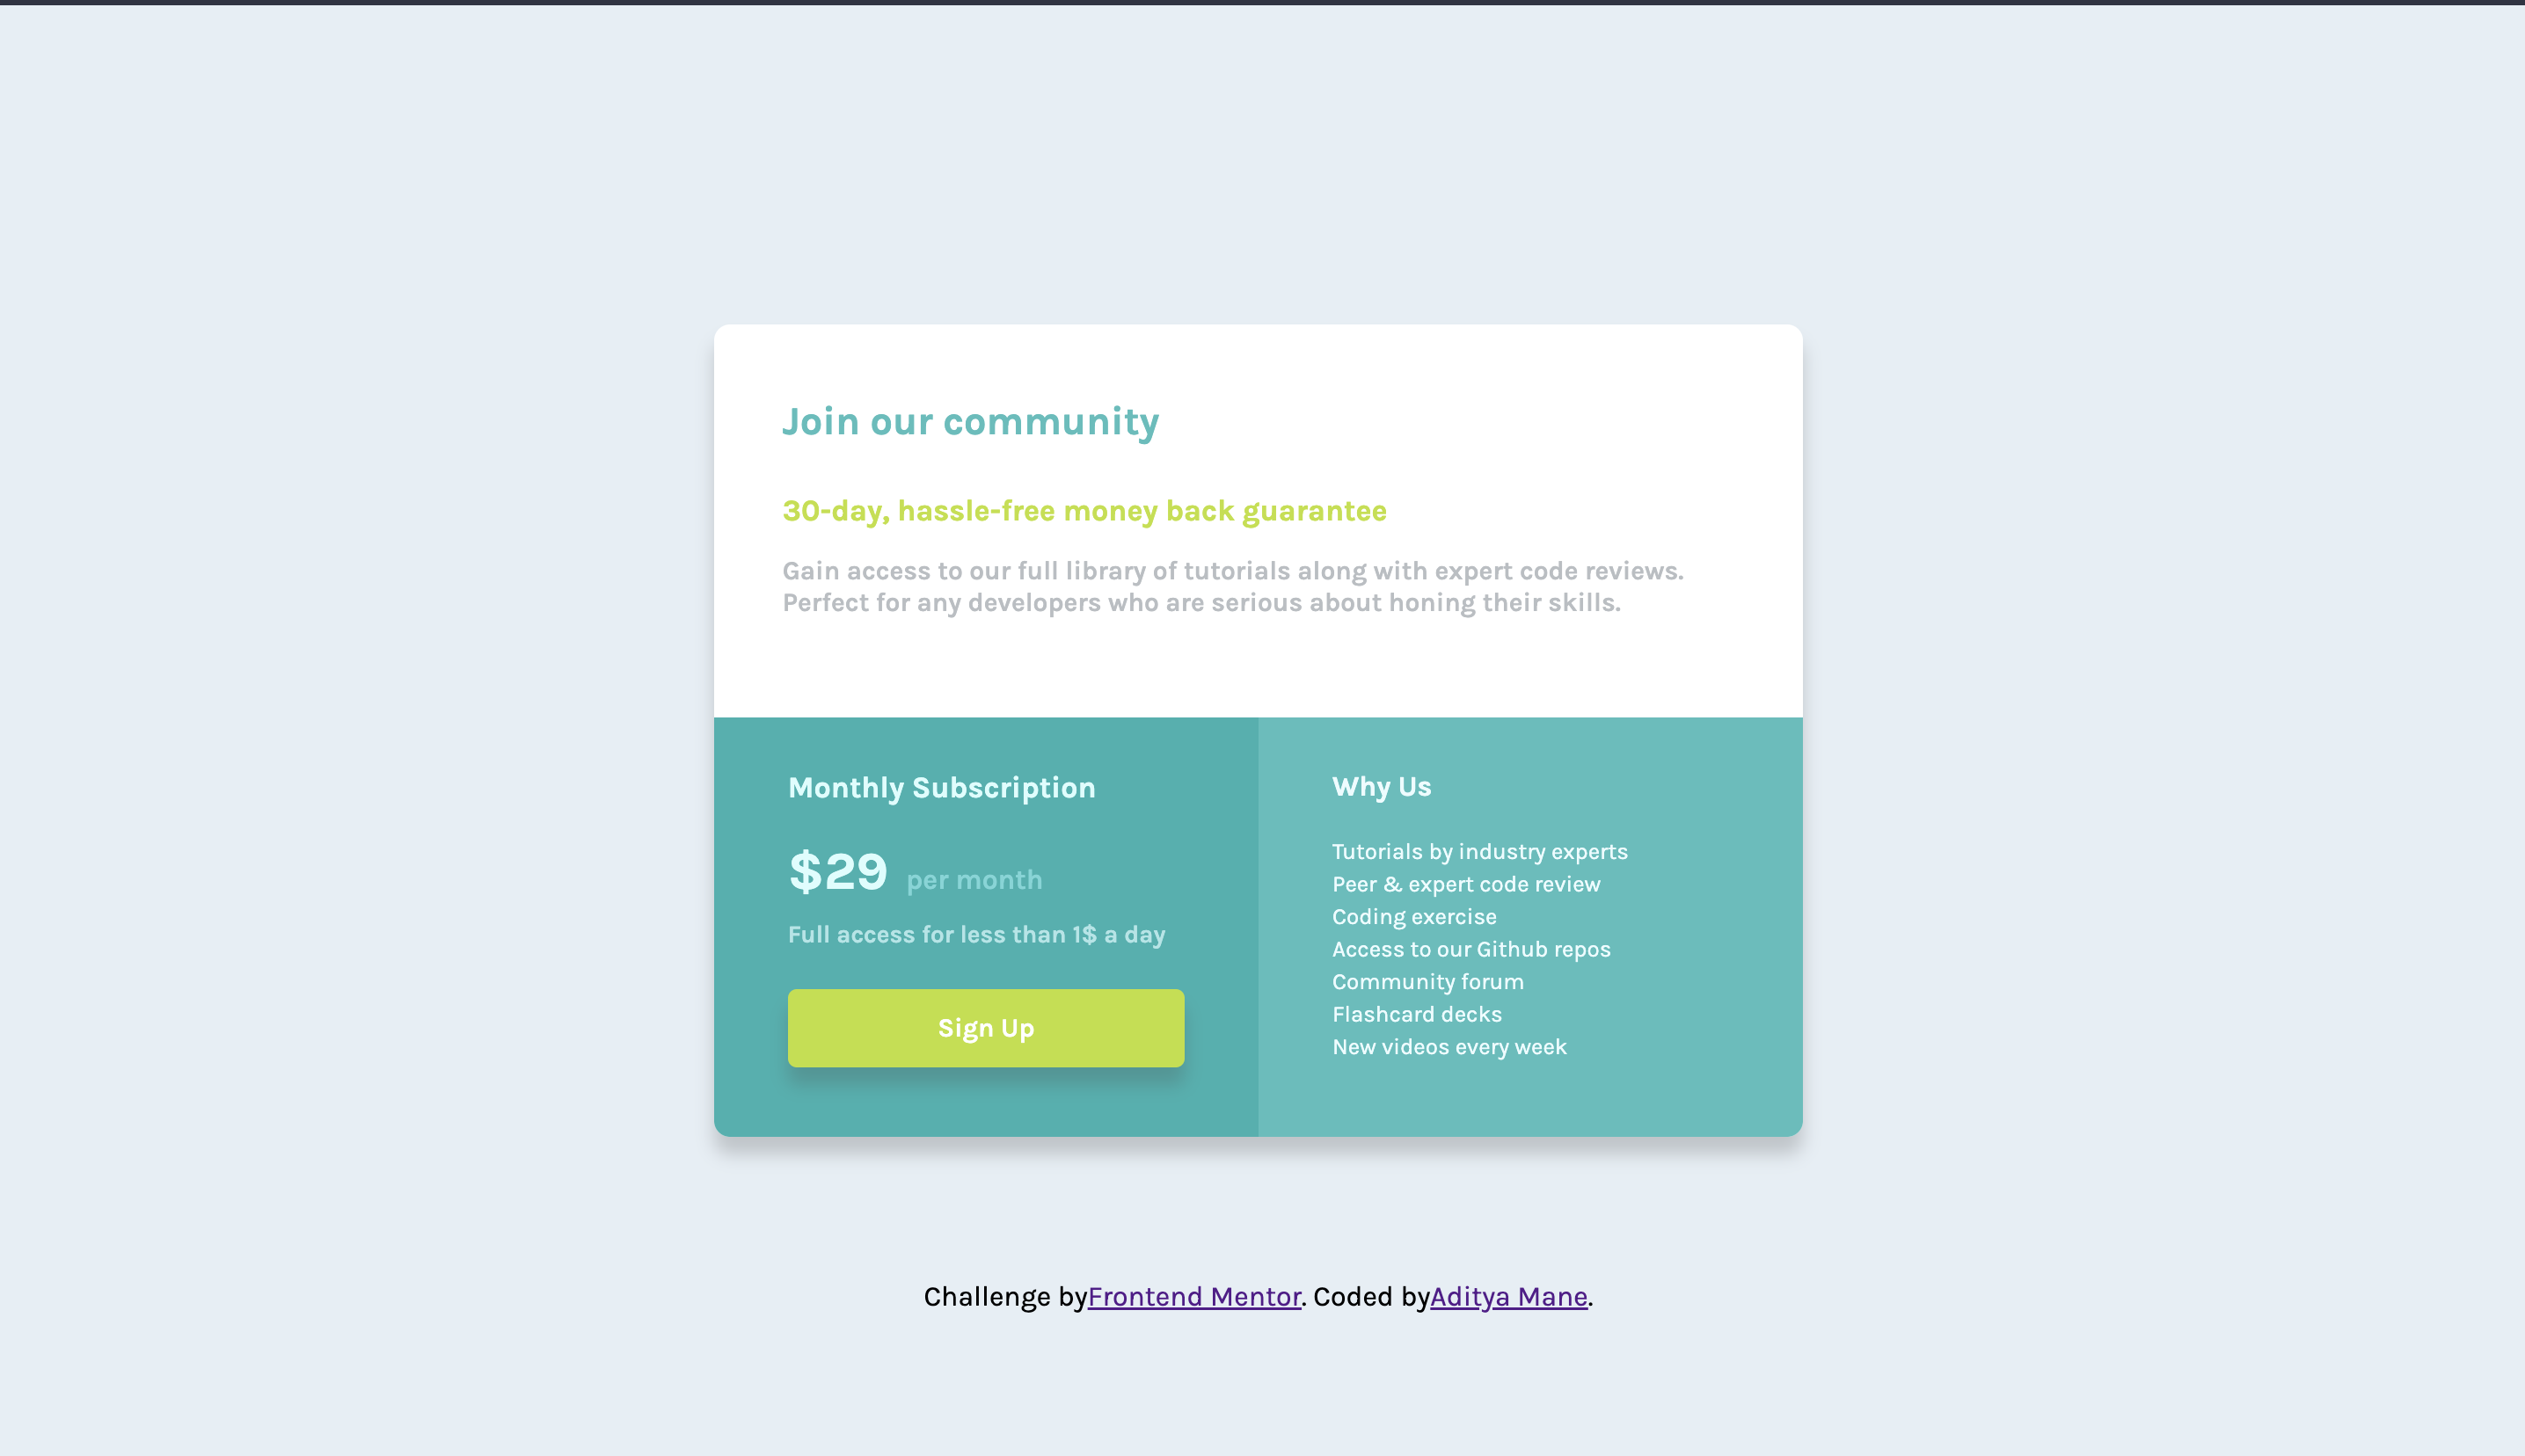 Join our community
30-day, hassle-free money back guarantee
Gain access to our full library of tutorials along with expert code reviews.
Perfect for any developers who are serious about honing their skills.
Monthly Subscription
$29 per month
Full access for less than 1$ a day
Sign Up
Why Us
Tutorials by industry experts
Peer & expert code review
Coding exercise
Access to our Github repos
Community forum
Flashcard decks
New videos every week
Challenge byFrontend Mentor. Coded byAditya Mane.